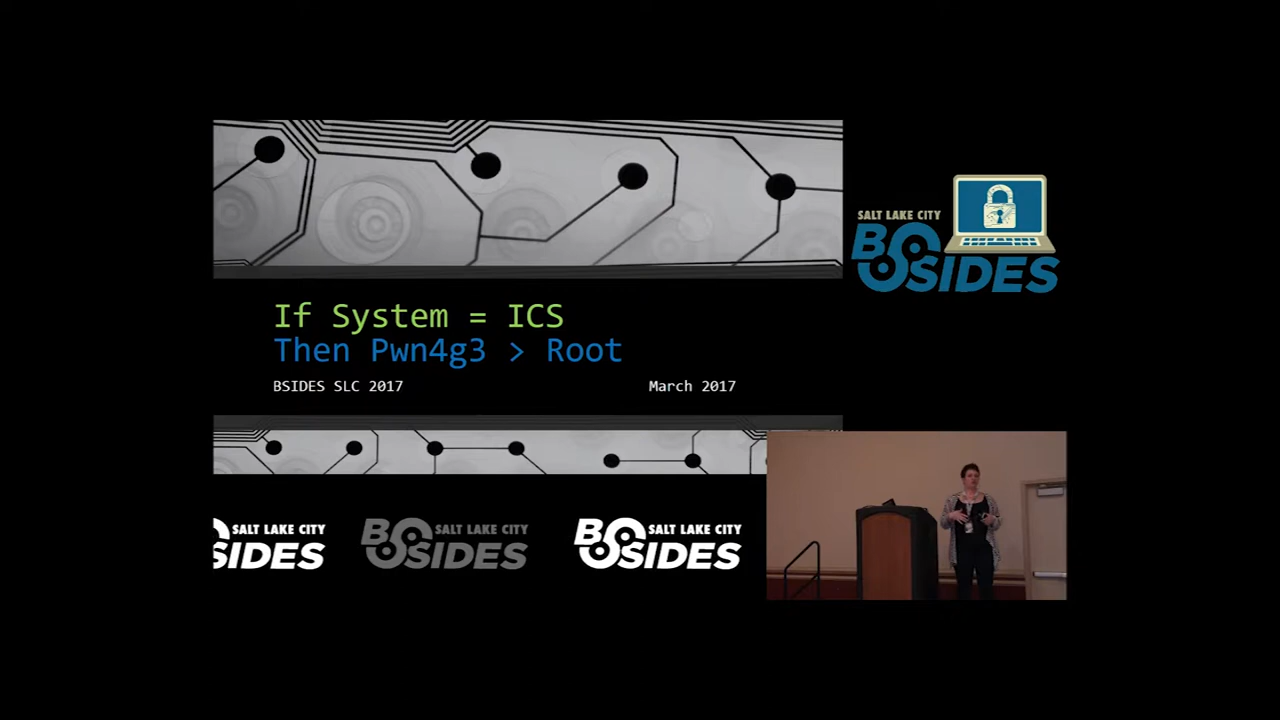 SALT LAKE CITY
BSIDES
If System = ICS
Then Pwn4g3 > Root
BSIDES SLC 2017 March 2017
SALT LAKE CITY
SIDES
SALT LAKE CITY
BSIDES
SALT LAKE CITY
BSIDES